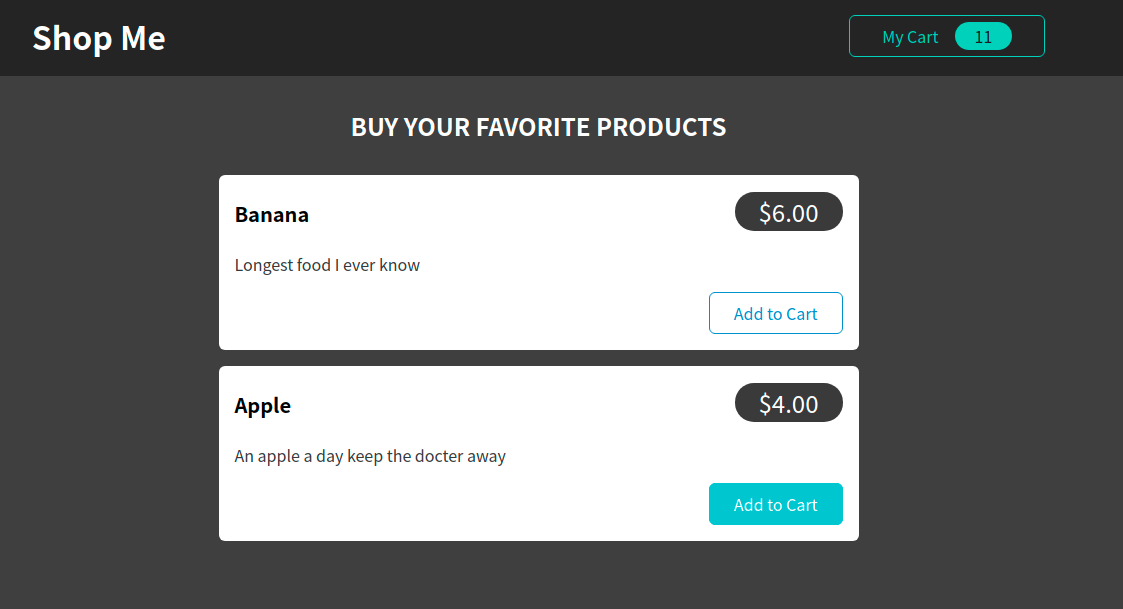 Shop Me
My Cart 11
BUY YOUR FAVORITE PRODUCTS
Banana
$6.00
Longest food I ever know
Add to Cart
Apple
$4.00
An apple a day keep the docter away
Add to Cart